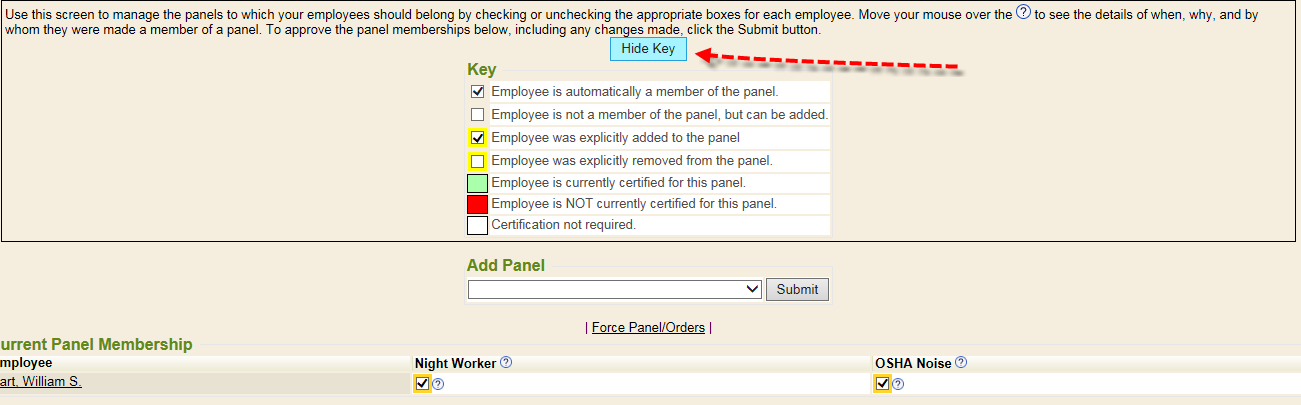 Use this screen to manage the panels to which your employees should belong by checking or unchecking the appropriate boxes for each employee. Move your mouse over the ? to see the details of when, why, and by
whom they were made a member of a panel. To approve the panel memberships below, including any changes made, click the Submit button.
Hide Key
Key
Employee is automatically a member of the panel.
Employee is not a member of the panel, but can be added.
Employee was explicitly added to the panel
Employee was explicitly removed from the panel.
Employee is currently certified for this panel.
Employee is NOT currently certified for this panel.
Certification not required.
Add Panel
Submit
| Force Panel/Orders |
urrent Panel Membership
mployee Night Worker ? OSHA Noise ?
art, William S. ? ?